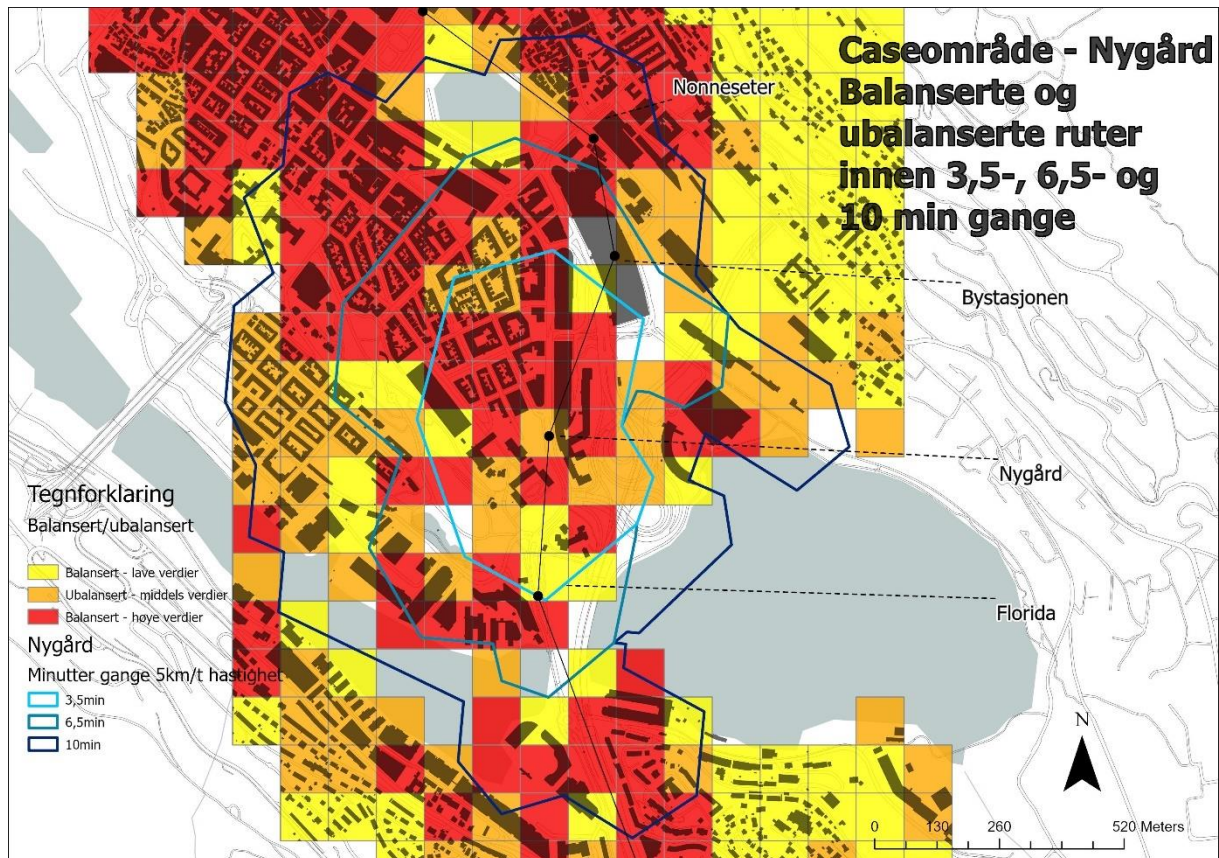 Caseområde - Nygård
Balanserte og
ubalanserte ruter
innen 3,5-, 6,5- og
10 min gange
Nonneseter
Bystasjonen
Nygård
Florida
Tegnforklaring
Balansert/ubalansert
Balansert - lave verdier
Ubalansert - middels verdier
Balansert - høye verdier
Nygård
Minutter gange 5km/t hastighet
3,5min
6,5min
10min
N
0 130 260 520 Meters